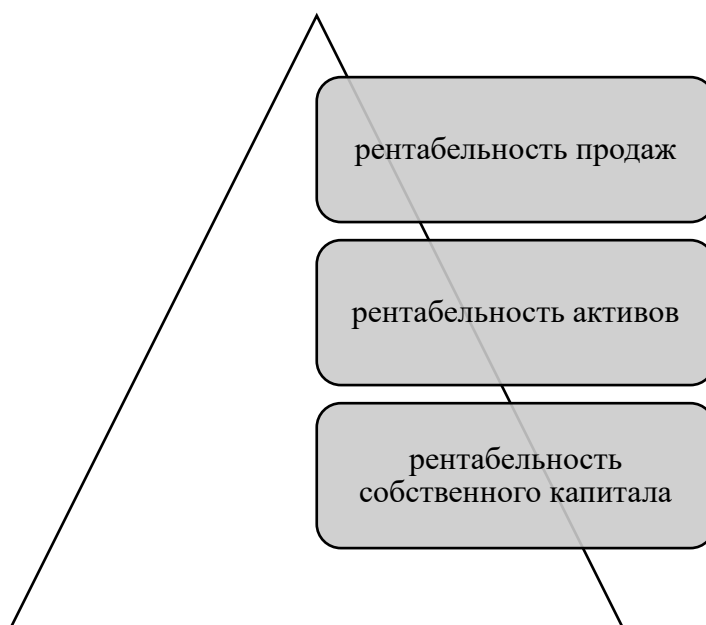 рентабельность продаж
рентабельность активов
рентабельность
собственного капитала